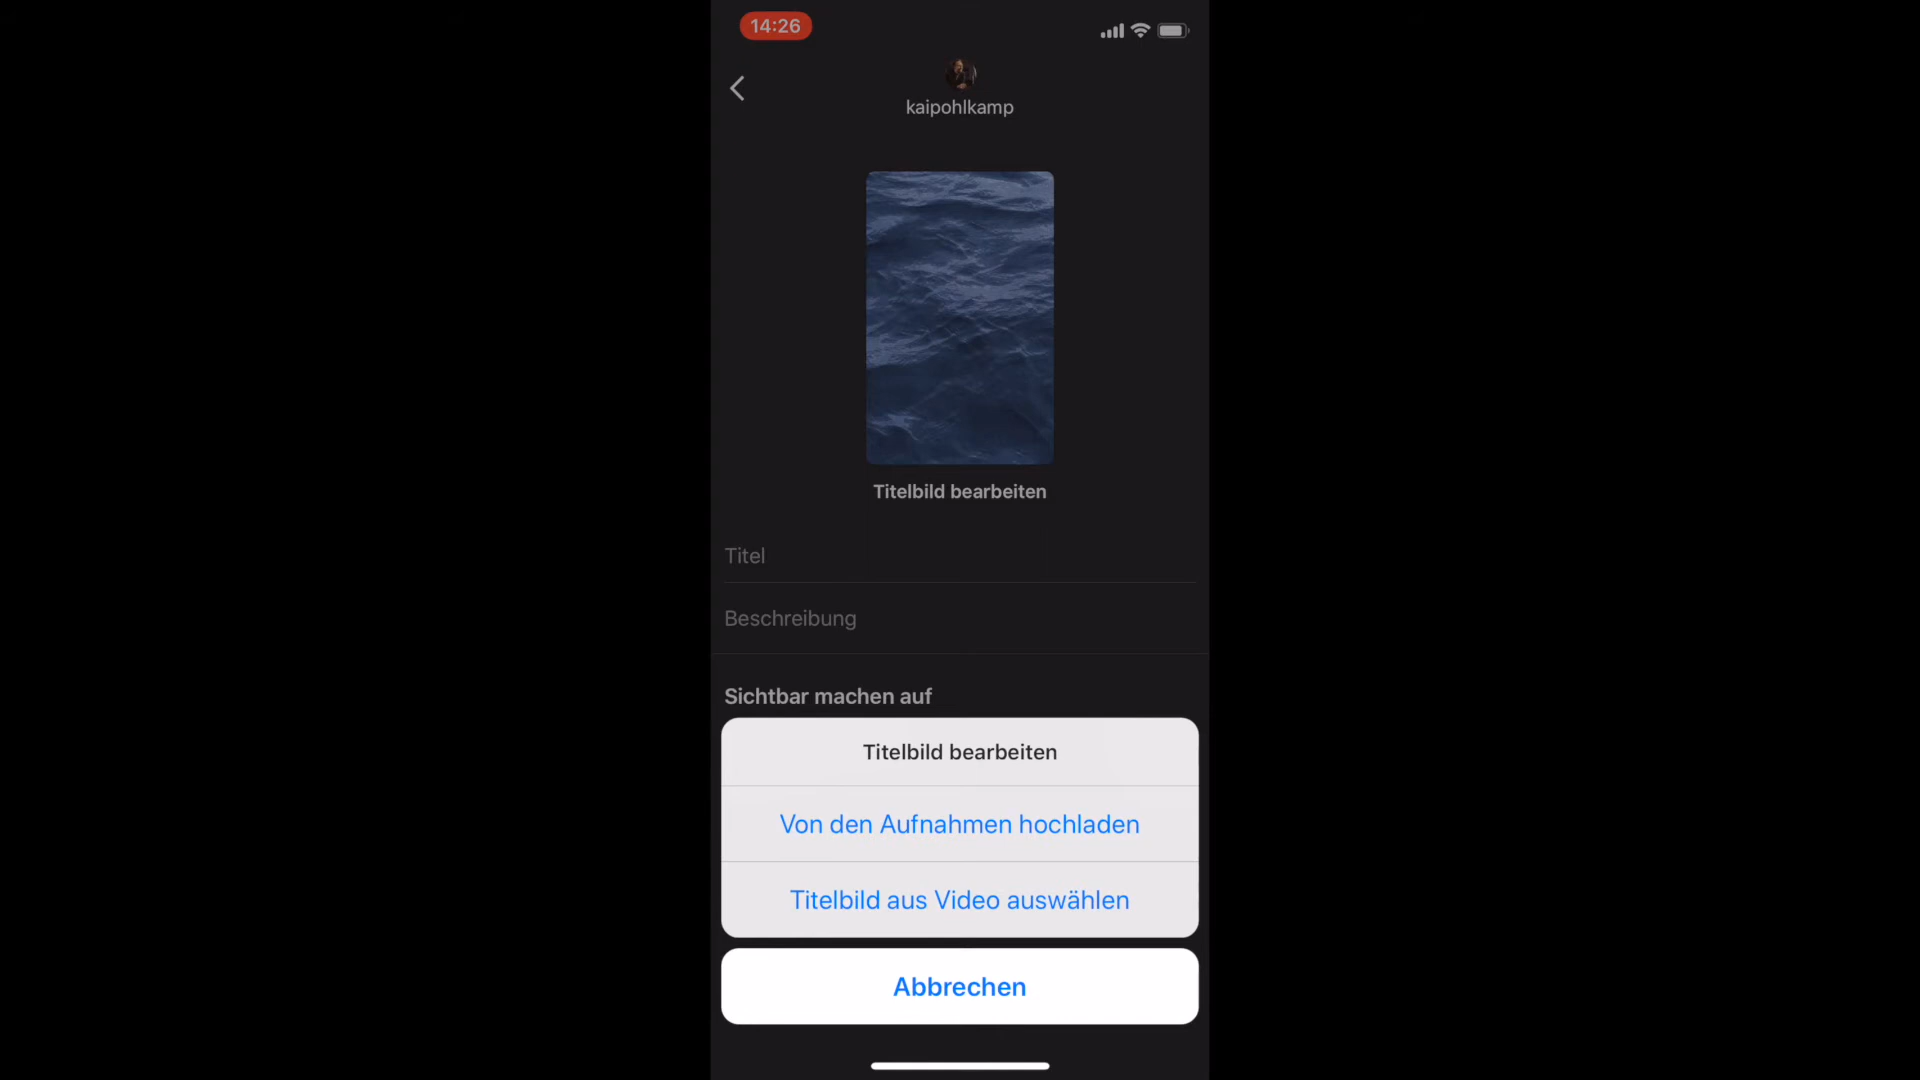 14:26
kaipohlkamp
Titelbild bearbeiten
Titel
Beschreibung
Sichtbar machen auf
Titelbild bearbeiten
Von den Aufnahmen hochladen
Titelbild aus Video auswählen
Abbrechen